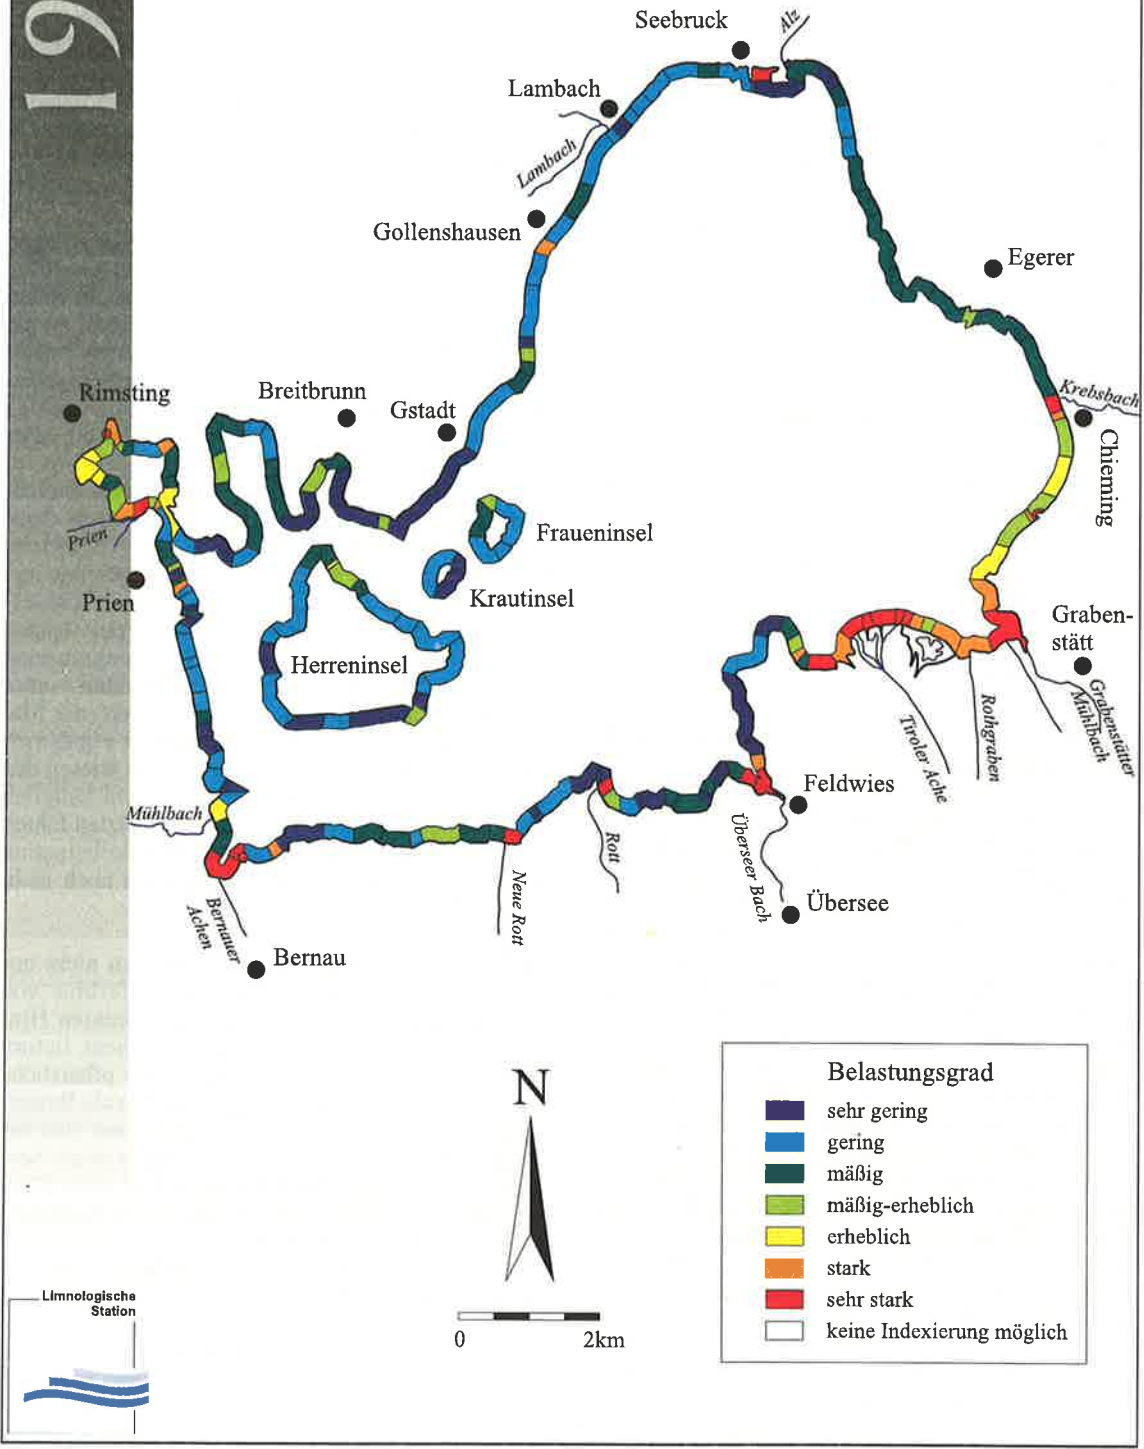 19
Seebruck
Alz
Lambach
Lambach
Gollenshausen
Egerer
Rimsting
Breitbrunn
Gstadt
Krebsbach
Chieming
Prien
Fraueninsel
Prien
Krautinsel
Herreninsel
Graben-
stätt
Grabenstätter
Mühlbach
Rothgraben
Tiroler Ache
Feldwies
Mühlbach
Überseer Bach
Rott
Neue Rott
Übersee
Bernauer
Achen
Bernau
N
0 2km
Belastungsgrad
sehr gering
gering
mäßig
mäßig-erheblich
erheblich
stark
sehr stark
keine Indexierung möglich
Limnologische
Station